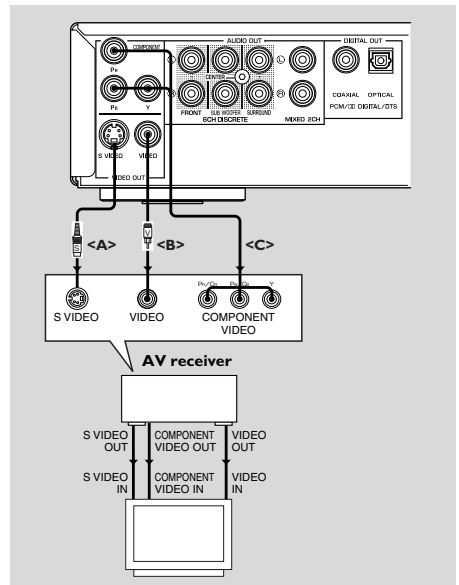 COMPONENT
AUDIO OUT
DIGITAL OUT
PR
L
L
CENTER
COAXIAL OPTICAL
PB
Y
R
R
FRONT
SUB WOOFER
SURROUND
6CH DISCRETE
MIXED 2CH
PCM/DD DIGITAL/DTS
S VIDEO
VIDEO
VIDEO OUT
<A>
<B>
<C>
S
V
PR/CR
PB/CB
Y
S VIDEO
VIDEO
COMPONENT
VIDEO
AV receiver
S VIDEO
OUT
COMPONENT
VIDEO OUT
VIDEO
OUT
S VIDEO
IN
COMPONENT
VIDEO IN
VIDEO
IN